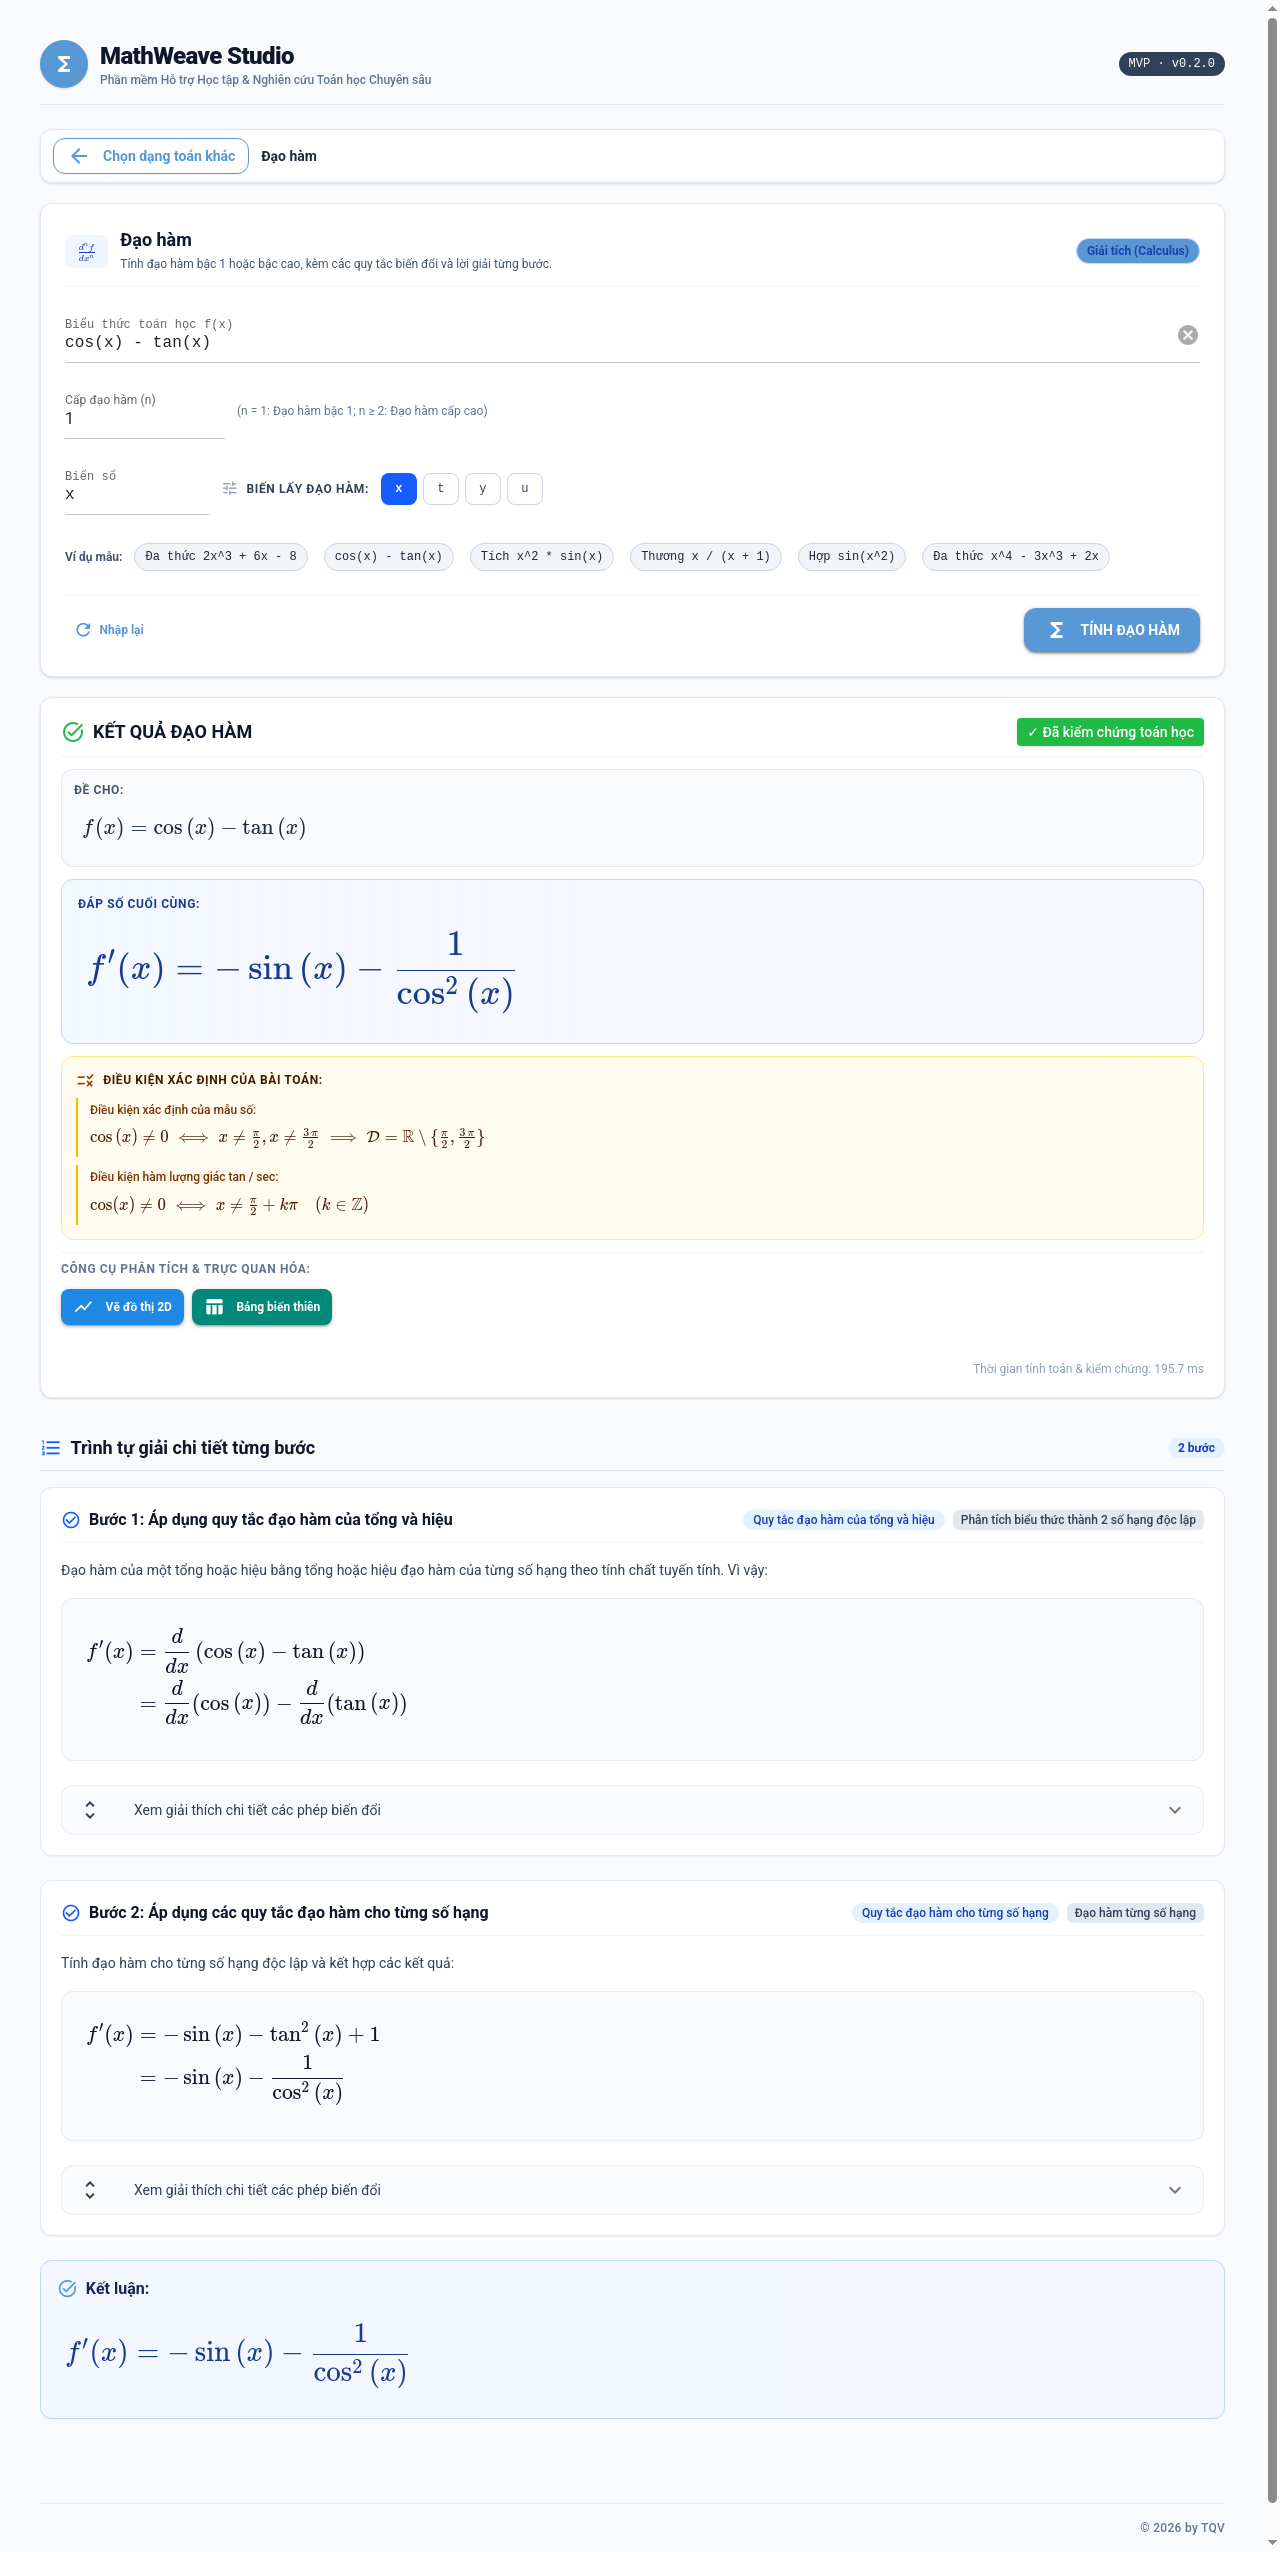 Σ
MathWeave Studio
Phần mềm Hỗ trợ Học tập & Nghiên cứu Toán học Chuyên sâu
MVP · v0.2.0
Chọn dạng toán khác
Đạo hàm
dⁿf/dxⁿ
Đạo hàm
Tính đạo hàm bậc 1 hoặc bậc cao, kèm các quy tắc biến đổi và lời giải từng bước.
Giải tích (Calculus)
Biểu thức toán học f(x)
cos(x) - tan(x)
Cấp đạo hàm (n)
1
(n = 1: Đạo hàm bậc 1; n ≥ 2: Đạo hàm cấp cao)
Biến số
x
BIẾN LẤY ĐẠO HÀM:
x
t
y
u
Ví dụ mẫu:
Đa thức 2x^3 + 6x - 8
cos(x) - tan(x)
Tích x^2 * sin(x)
Thương x / (x + 1)
Hợp sin(x^2)
Đa thức x^4 - 3x^3 + 2x
Nhập lại
Σ TÍNH ĐẠO HÀM
KẾT QUẢ ĐẠO HÀM
✓ Đã kiểm chứng toán học
ĐỀ CHO:
f(x) = cos (x) − tan (x)
ĐÁP SỐ CUỐI CÙNG:
f′(x) = − sin (x) − 1/cos² (x)
ĐIỀU KIỆN XÁC ĐỊNH CỦA BÀI TOÁN:
Điều kiện xác định của mẫu số:
cos (x) ≠ 0 ⟺ x ≠ π/2, x ≠ 3π/2 ⟹ 𝒟 = ℝ \ {π/2, 3π/2}
Điều kiện hàm lượng giác tan / sec:
cos(x) ≠ 0 ⟺ x ≠ π/2 + kπ (k ∈ ℤ)
CÔNG CỤ PHÂN TÍCH & TRỰC QUAN HÓA:
Vẽ đồ thị 2D
Bảng biến thiên
Thời gian tính toán & kiểm chứng: 195.7 ms
Trình tự giải chi tiết từng bước
2 bước
Bước 1: Áp dụng quy tắc đạo hàm của tổng và hiệu
Quy tắc đạo hàm của tổng và hiệu
Phân tích biểu thức thành 2 số hạng độc lập
Đạo hàm của một tổng hoặc hiệu bằng tổng hoặc hiệu đạo hàm của từng số hạng theo tính chất tuyến tính. Vì vậy:
f′(x) = d/dx (cos (x) − tan (x))
= d/dx (cos (x)) − d/dx (tan (x))
Xem giải thích chi tiết các phép biến đổi
Bước 2: Áp dụng các quy tắc đạo hàm cho từng số hạng
Quy tắc đạo hàm cho từng số hạng
Đạo hàm từng số hạng
Tính đạo hàm cho từng số hạng độc lập và kết hợp các kết quả:
f′(x) = − sin (x) − tan² (x) + 1
= − sin (x) − 1/cos² (x)
Xem giải thích chi tiết các phép biến đổi
Kết luận:
f′(x) = − sin (x) − 1/cos² (x)
© 2026 by TQV